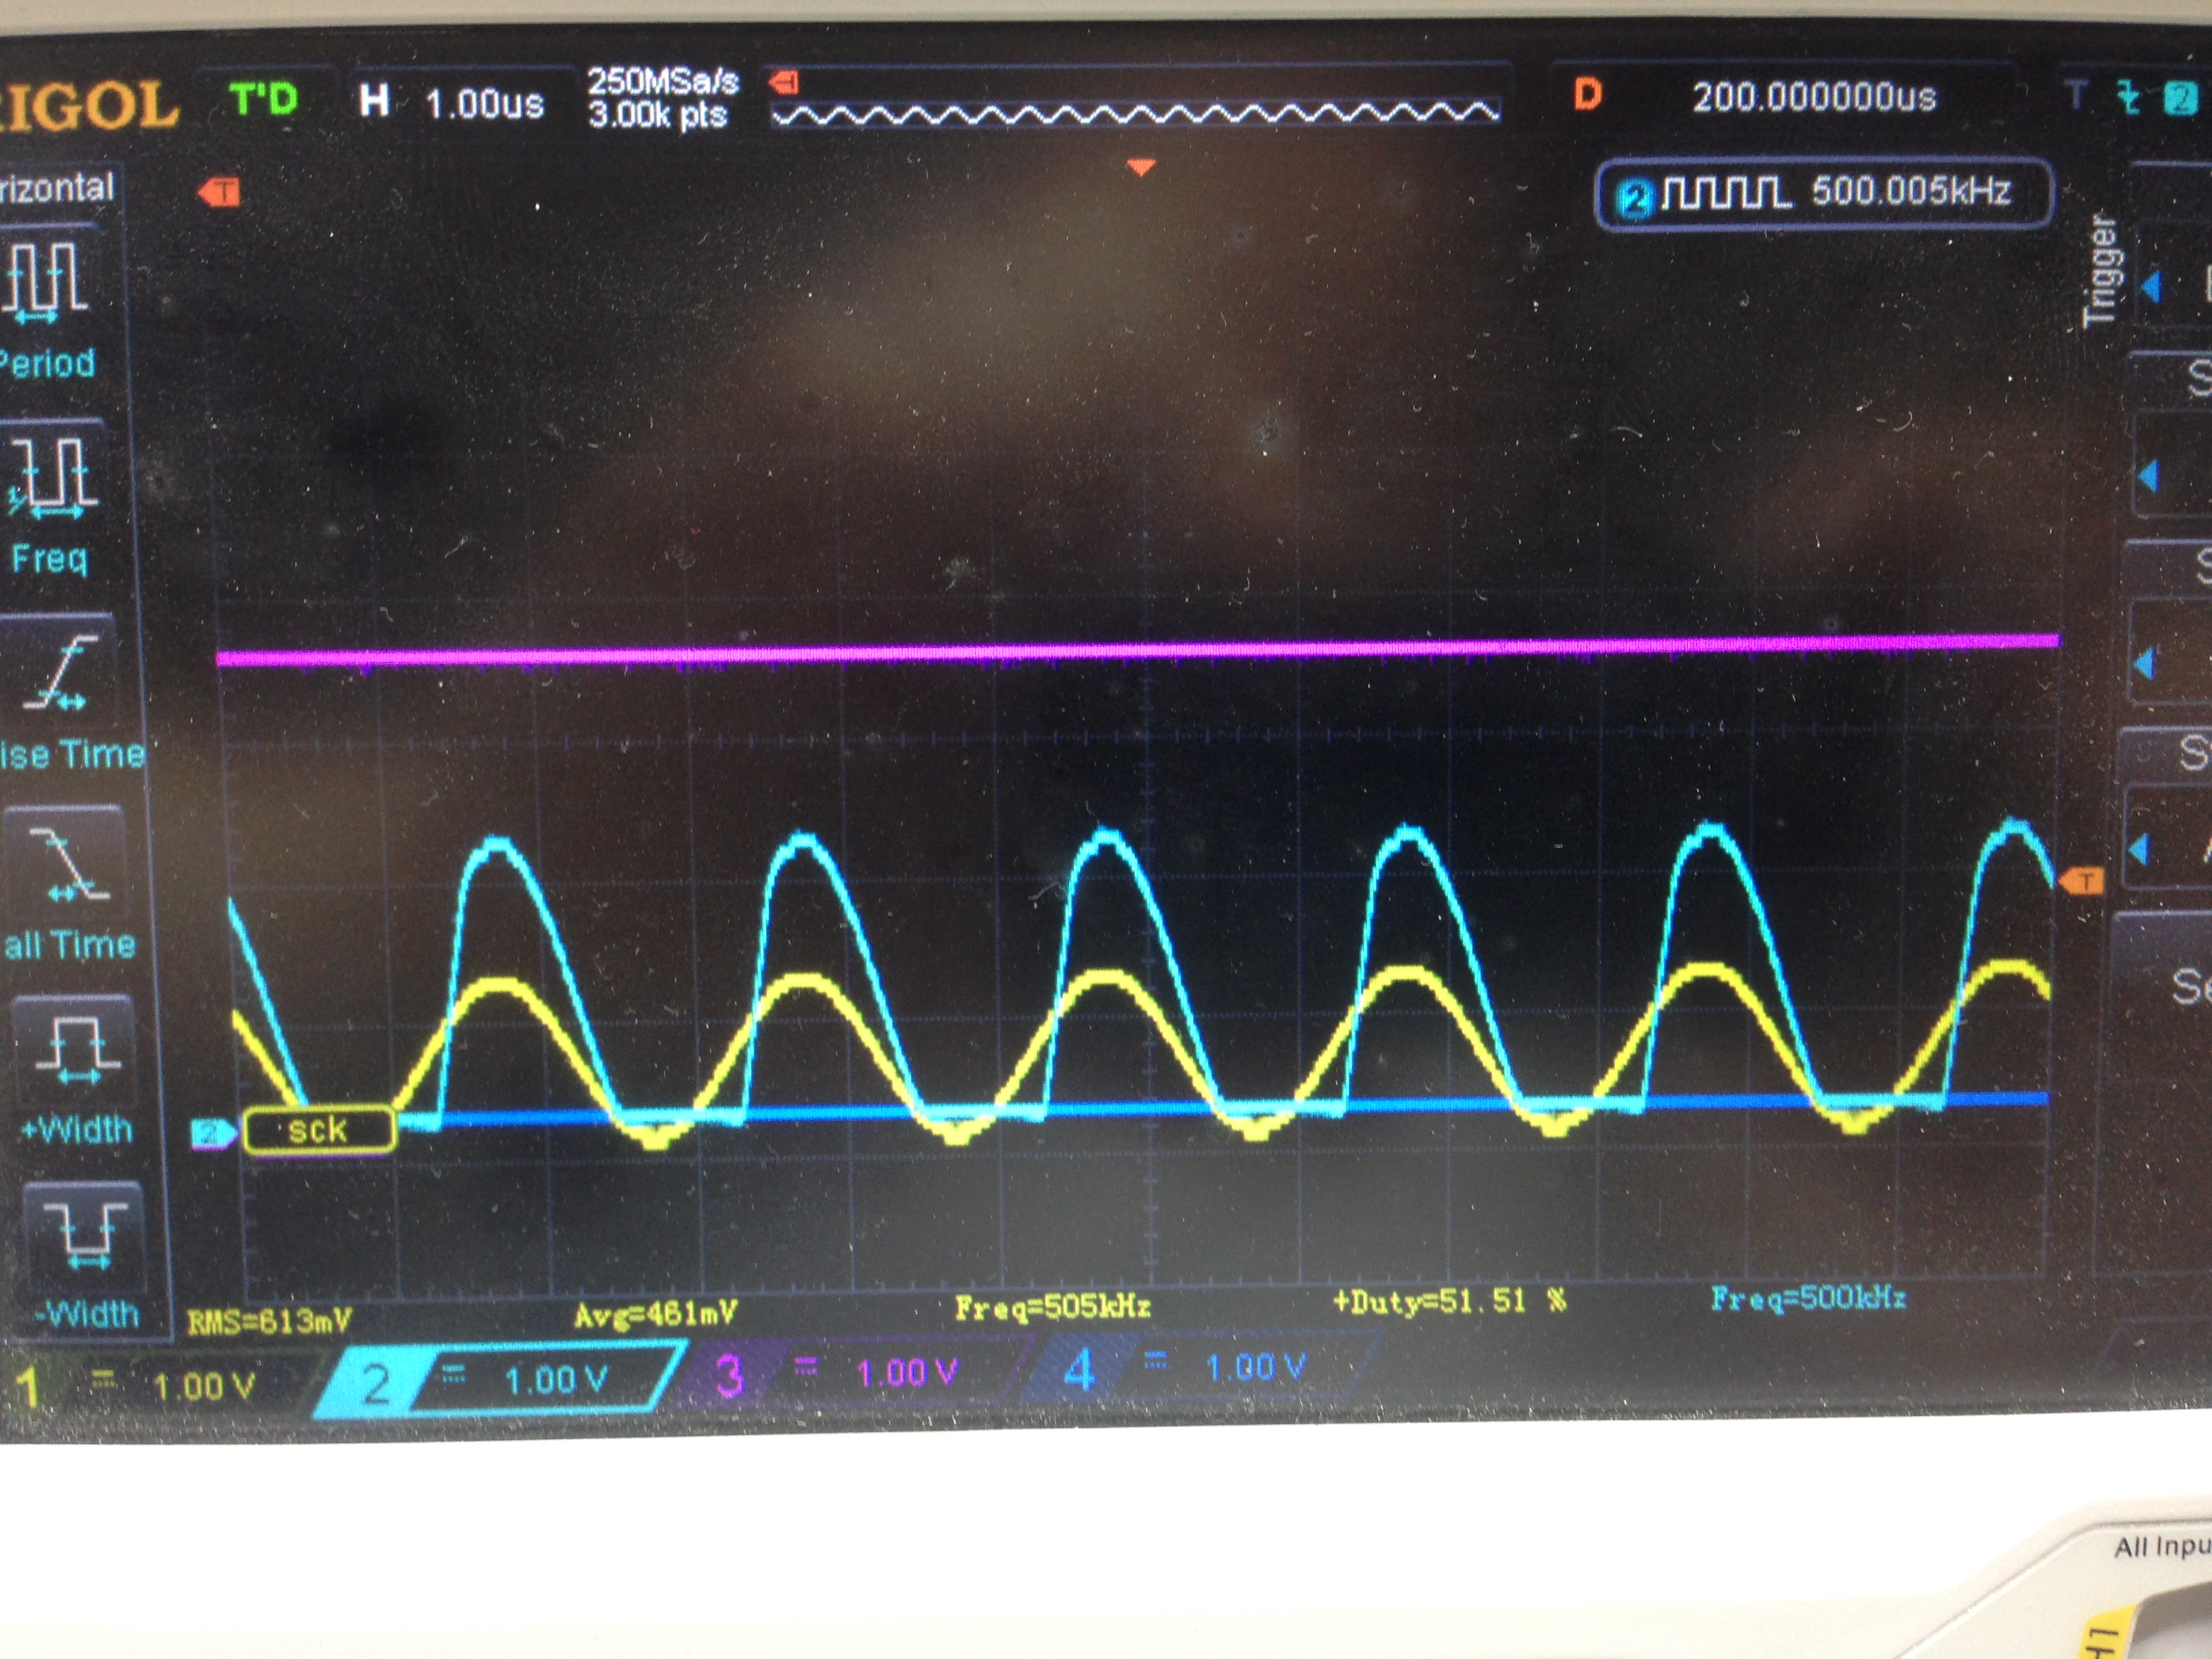 RIGOL T'D H 1.00us 250MSa/s 3.00k pts D 200.000000us T 2
rizontal
T
2 500.005kHz
Trigger
Period
Freq
ise Time
all Time
+Width
-Width
T
2 sck
RMS=613mV Avg=461mV Freq=505kHz +Duty=51.51 % Freq=500kHz
1 = 1.00 V 2 = 1.00 V 3 = 1.00 V 4 = 1.00 V
All Inpu
H1